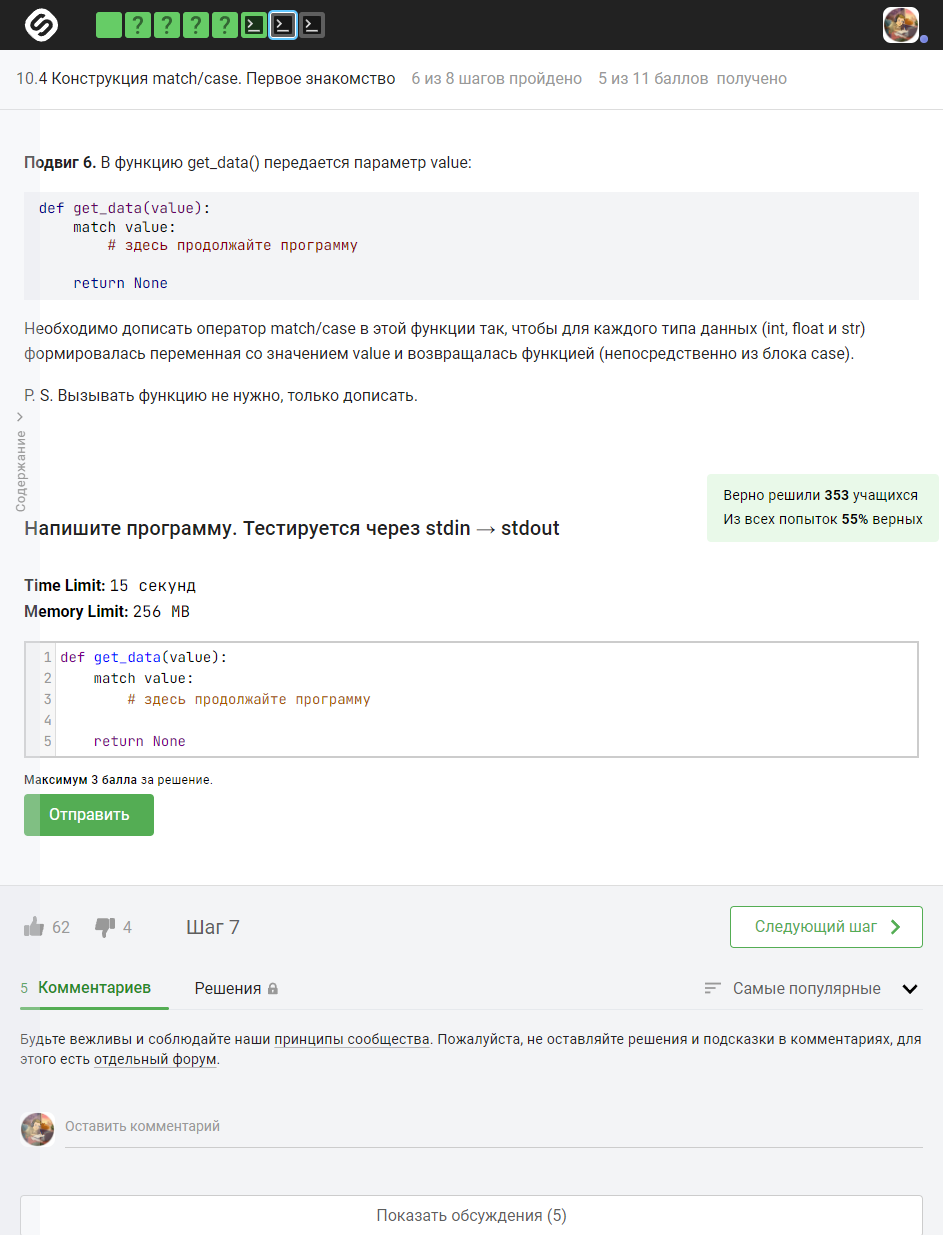 10.4 Конструкция match/case. Первое знакомство 6 из 8 шагов пройдено 5 из 11 баллов получено
Подвиг 6. В функцию get_data() передается параметр value:
def get_data(value):
    match value:
        # здесь продолжайте программу
    return None
Необходимо дописать оператор match/case в этой функции так, чтобы для каждого типа данных (int, float и str)
формировалась переменная со значением value и возвращалась функцией (непосредственно из блока case).
P. S. Вызывать функцию не нужно, только дописать.
Содержание
Верно решили 353 учащихся
Из всех попыток 55% верных
Напишите программу. Тестируется через stdin → stdout
Time Limit: 15 секунд
Memory Limit: 256 MB
1 def get_data(value):
2     match value:
3         # здесь продолжайте программу
4
5     return None
Максимум 3 балла за решение.
Отправить
62 4 Шаг 7 Следующий шаг
5 Комментариев Решения Самые популярные
Будьте вежливы и соблюдайте наши принципы сообщества. Пожалуйста, не оставляйте решения и подсказки в комментариях, для
этого есть отдельный форум.
Оставить комментарий
Показать обсуждения (5)